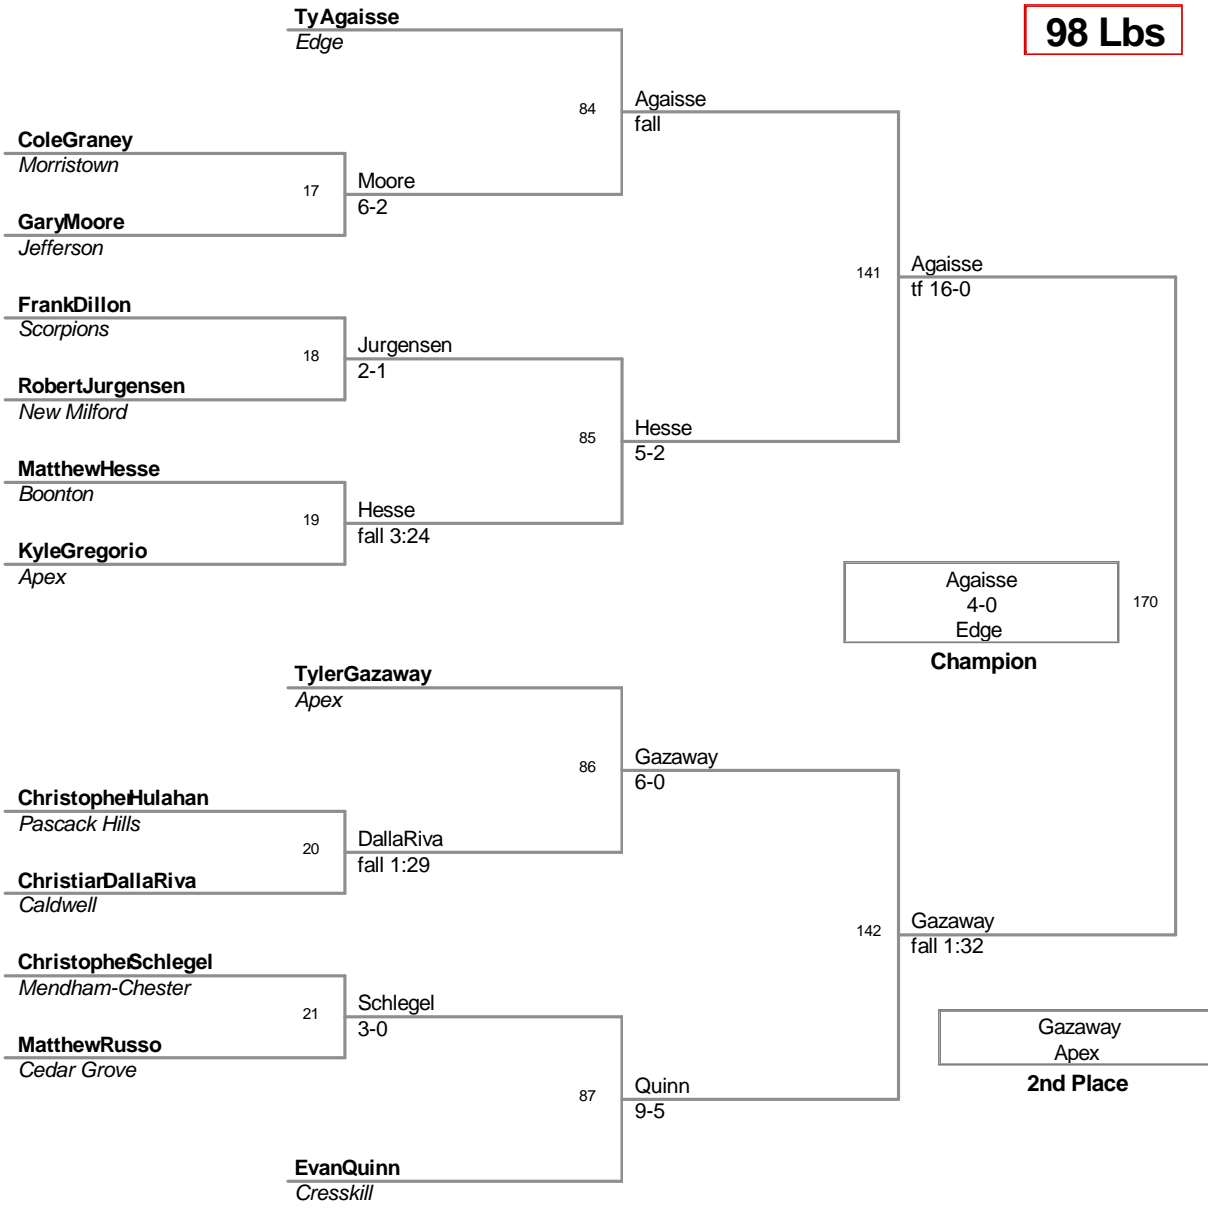 TyAgaisse
Edge
98 Lbs
84
Agaisse
fall
ColeGraney
Morristown
17
Moore
6-2
GaryMoore
Jefferson
141
Agaisse
tf 16-0
FrankDillon
Scorpions
18
Jurgensen
2-1
RobertJurgensen
New Milford
85
Hesse
5-2
MatthewHesse
Boonton
19
Hesse
fall 3:24
KyleGregorio
Apex
Agaisse
4-0
Edge
170
Champion
TylerGazaway
Apex
86
Gazaway
6-0
ChristopherHulahan
Pascack Hills
20
DallaRiva
fall 1:29
ChristianDallaRiva
Caldwell
142
Gazaway
fall 1:32
ChristopherSchlegel
Mendham-Chester
21
Schlegel
3-0
MatthewRusso
Cedar Grove
Gazaway
Apex
2nd Place
87
Quinn
9-5
EvanQuinn
Cresskill